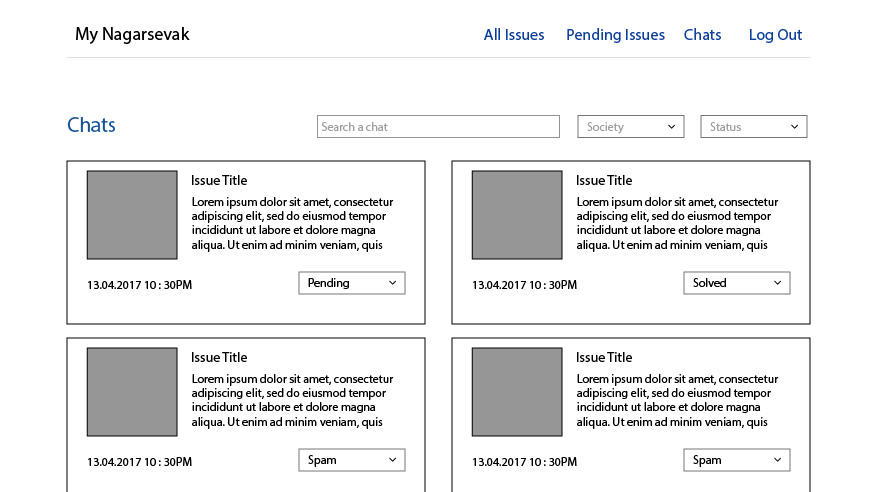 My Nagarsevak
All Issues Pending Issues Chats Log Out
Chats
Search a chat
Society
Status
Issue Title
Lorem ipsum dolor sit amet, consectetur
adipiscing elit, sed do eiusmod tempor
incididunt ut labore et dolore magna
aliqua. Ut enim ad minim veniam, quis
13.04.2017 10 : 30PM
Pending
Issue Title
Lorem ipsum dolor sit amet, consectetur
adipiscing elit, sed do eiusmod tempor
incididunt ut labore et dolore magna
aliqua. Ut enim ad minim veniam, quis
13.04.2017 10 : 30PM
Solved
Issue Title
Lorem ipsum dolor sit amet, consectetur
adipiscing elit, sed do eiusmod tempor
incididunt ut labore et dolore magna
aliqua. Ut enim ad minim veniam, quis
13.04.2017 10 : 30PM
Spam
Issue Title
Lorem ipsum dolor sit amet, consectetur
adipiscing elit, sed do eiusmod tempor
incididunt ut labore et dolore magna
aliqua. Ut enim ad minim veniam, quis
13.04.2017 10 : 30PM
Spam